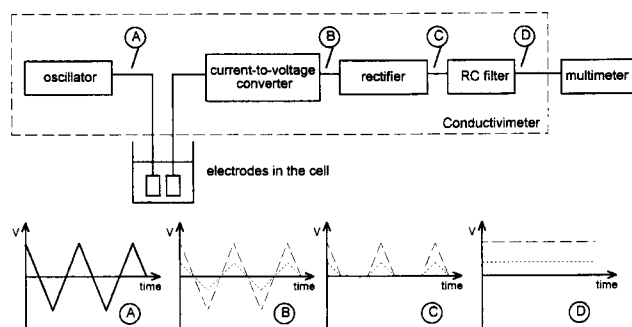 A
B
C
D
oscillator
current-to-voltage
converter
rectifier
RC filter
multimeter
Conductivimeter
electrodes in the cell
V
time
A
V
time
B
V
time
C
V
time
D